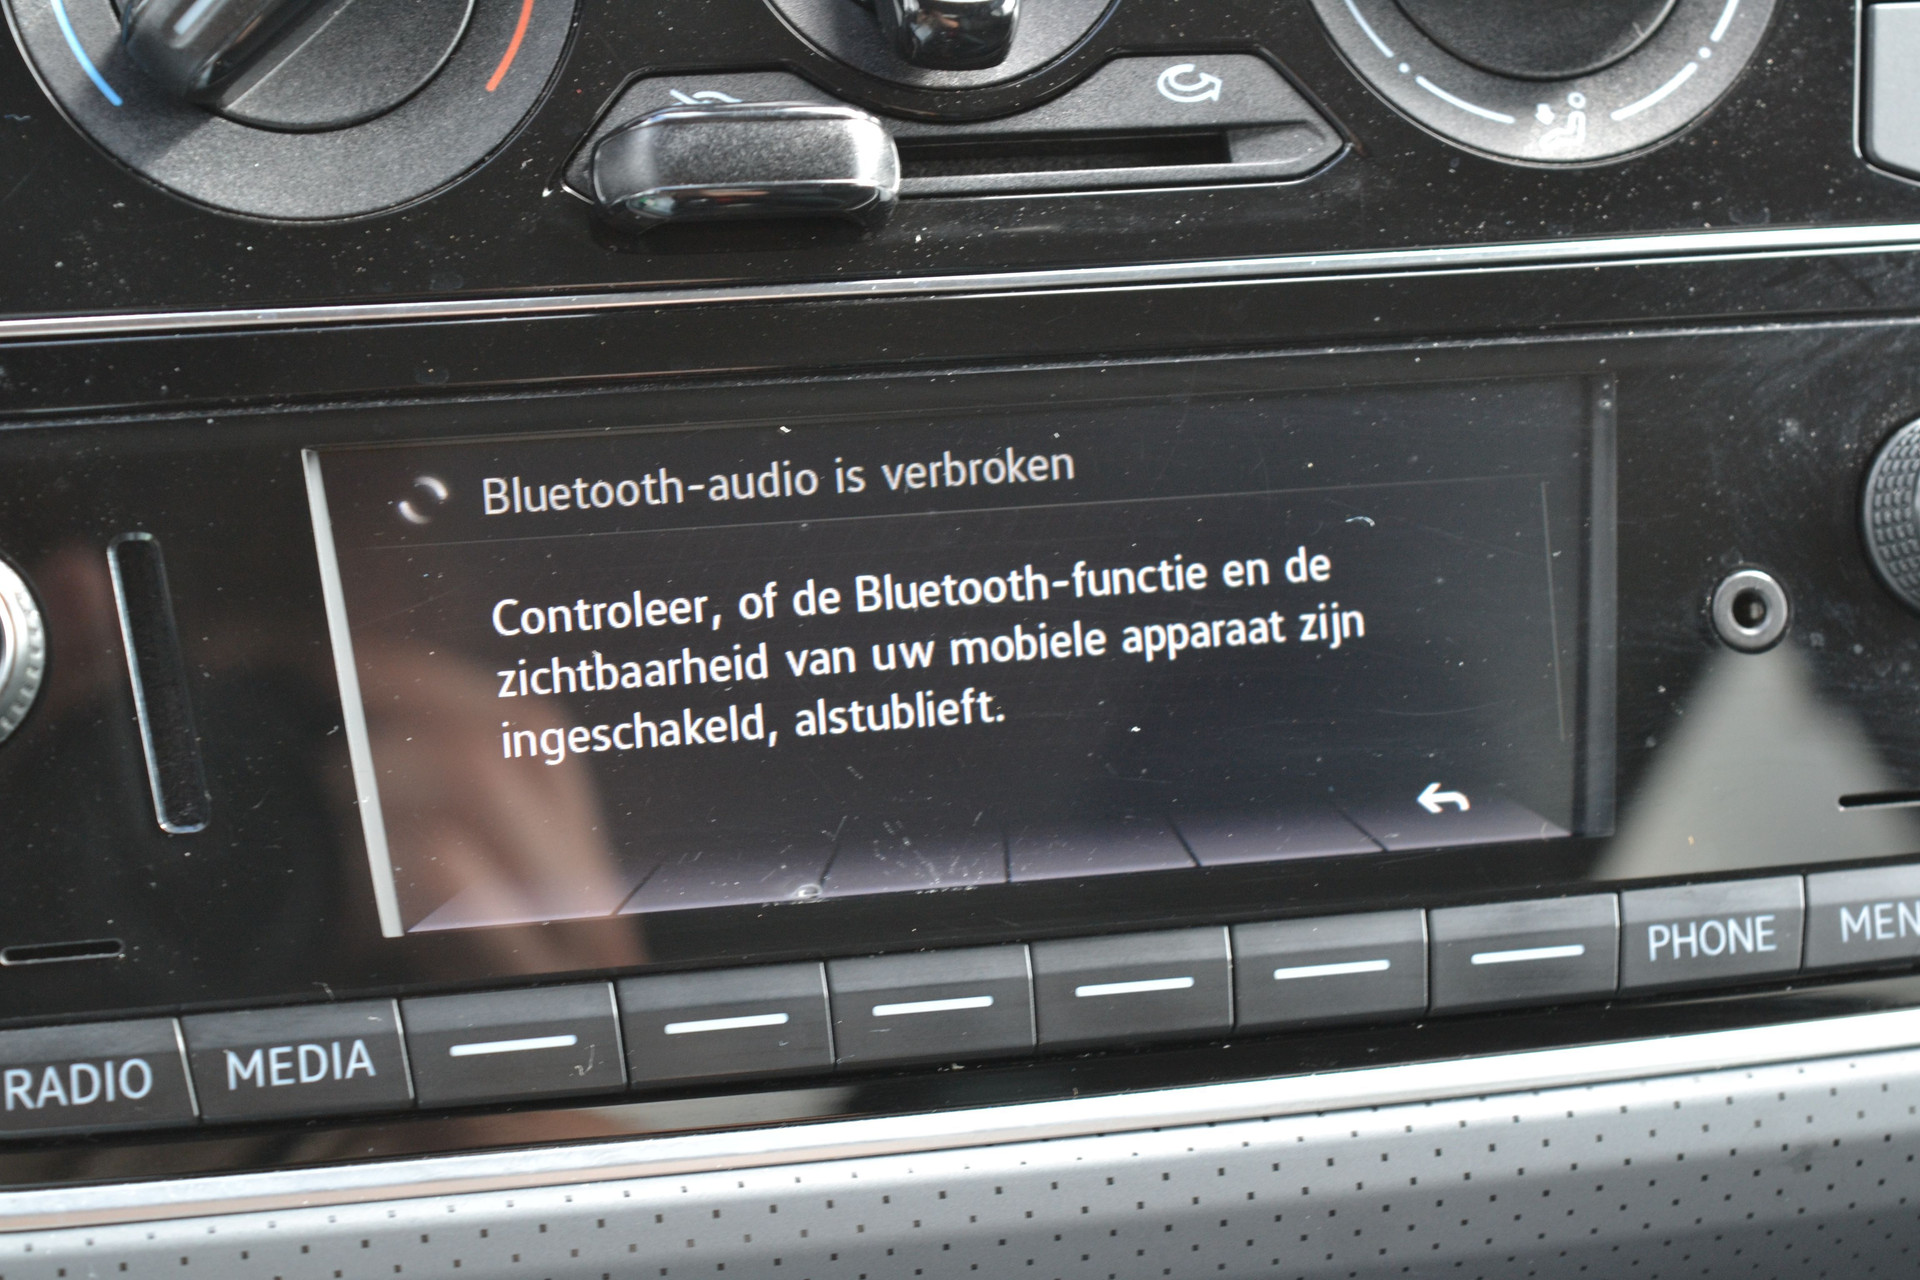 Bluetooth-audio is verbroken
Controleer, of de Bluetooth-functie en de
zichtbaarheid van uw mobiele apparaat zijn
ingeschakeld, alstublieft.
RADIO
MEDIA
PHONE
MEN